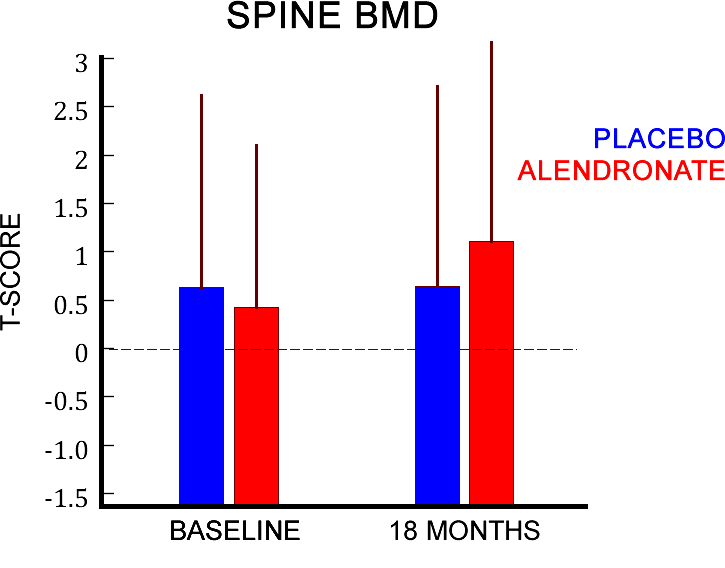 SPINE BMD
3
2.5
2
1.5
1
0.5
0
-0.5
-1.0
-1.5
T-SCORE
PLACEBO
ALENDRONATE
BASELINE
18 MONTHS